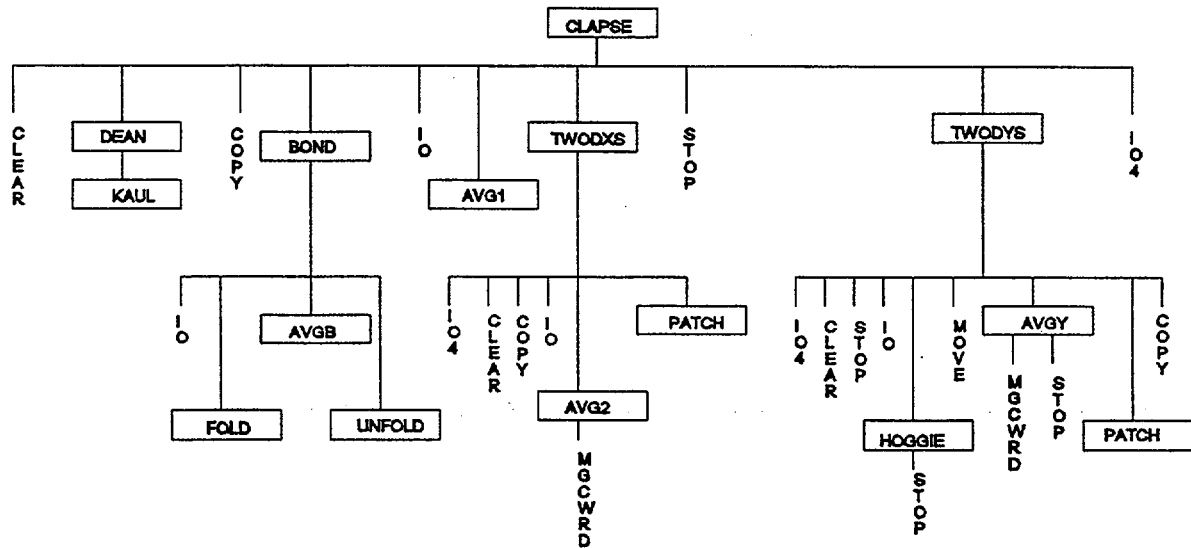 CLAPSE
CLEAR
DEAN
KAUL
COPY
BOND
IO
AVG1
TWODXS
STOP
TWODYS
IO4
IO
FOLD
AVGB
UNFOLD
IO4
CLEAR
COPY
IO
AVG2
MGCWRD
PATCH
IO4
CLEAR
STOP
IO
HOGGIE
STOP
MOVE
AVGY
MGCWRD
STOP
PATCH
COPY